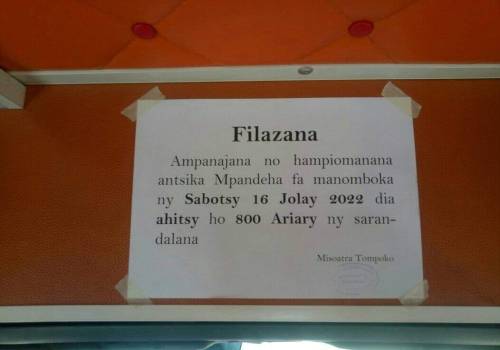 Filazana
Ampanajana no hampiomanana
antsika Mpandeha fa manomboka
ny Sabotsy 16 Jolay 2022 dia
ahitsy ho 800 Ariary ny saran-
dalana
Misoatra Tompoko